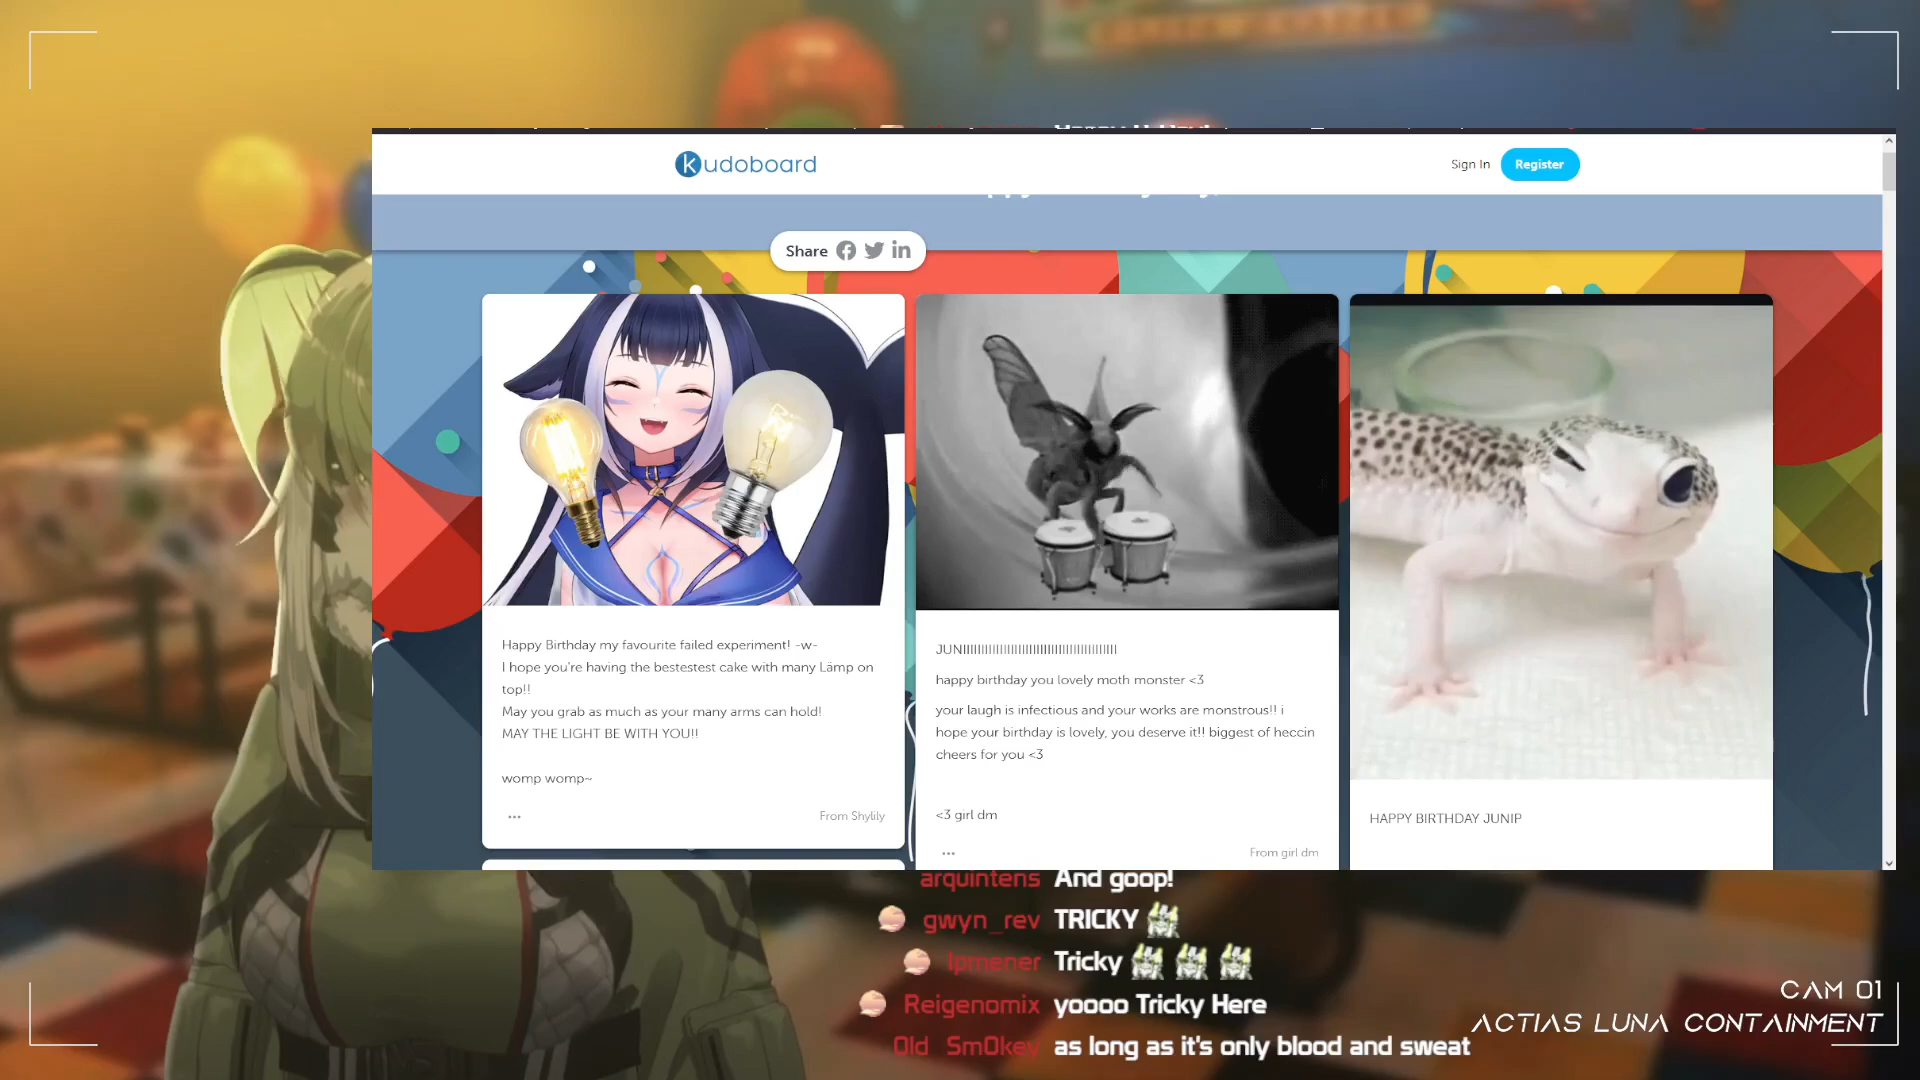 kudoboard
Sign In
Register
Share
Happy Birthday my favourite failed experiment! -w-
I hope you're having the bestestest cake with many Lämp on
top!!
May you grab as much as your many arms can hold!
MAY THE LIGHT BE WITH YOU!!
womp womp~
From Shylily
JUNIIIIIIIIIIIIIIIIIIIIIIIIIIIIIIIIIIIIIIII
happy birthday you lovely moth monster <3
your laugh is infectious and your works are monstrous!! i
hope your birthday is lovely, you deserve it!! biggest of heccin
cheers for you <3
<3 girl dm
From girl dm
HAPPY BIRTHDAY JUNIP
arquintens And goop!
gwyn_rev TRICKY
lpmener Tricky
Reigenomix yoooo Tricky Here
Old_Sm0key as long as it's only blood and sweat
CAM 01
ACTIAS LUNA CONTAINMENT